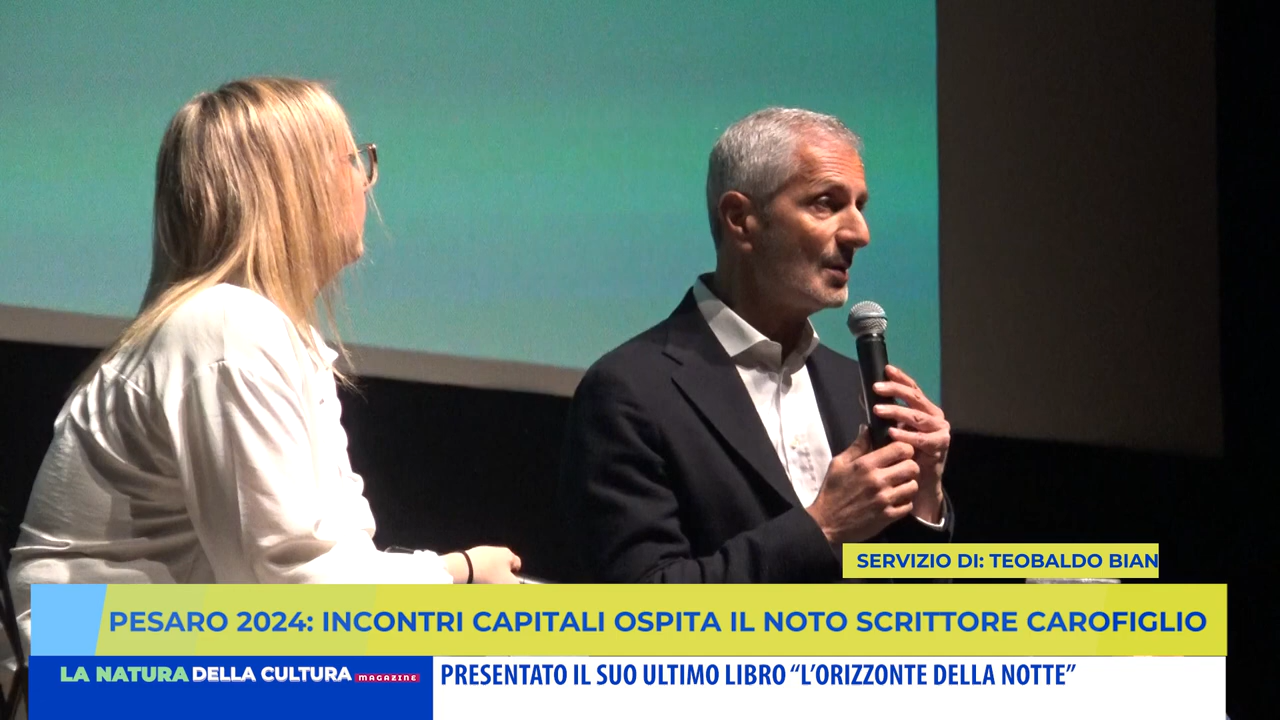 SERVIZIO DI: TEOBALDO BIAN
PESARO 2024: INCONTRI CAPITALI OSPITA IL NOTO SCRITTORE CAROFIGLIO
LA NATURA DELLA CULTURA MAGAZINE
PRESENTATO IL SUO ULTIMO LIBRO “L’ORIZZONTE DELLA NOTTE”